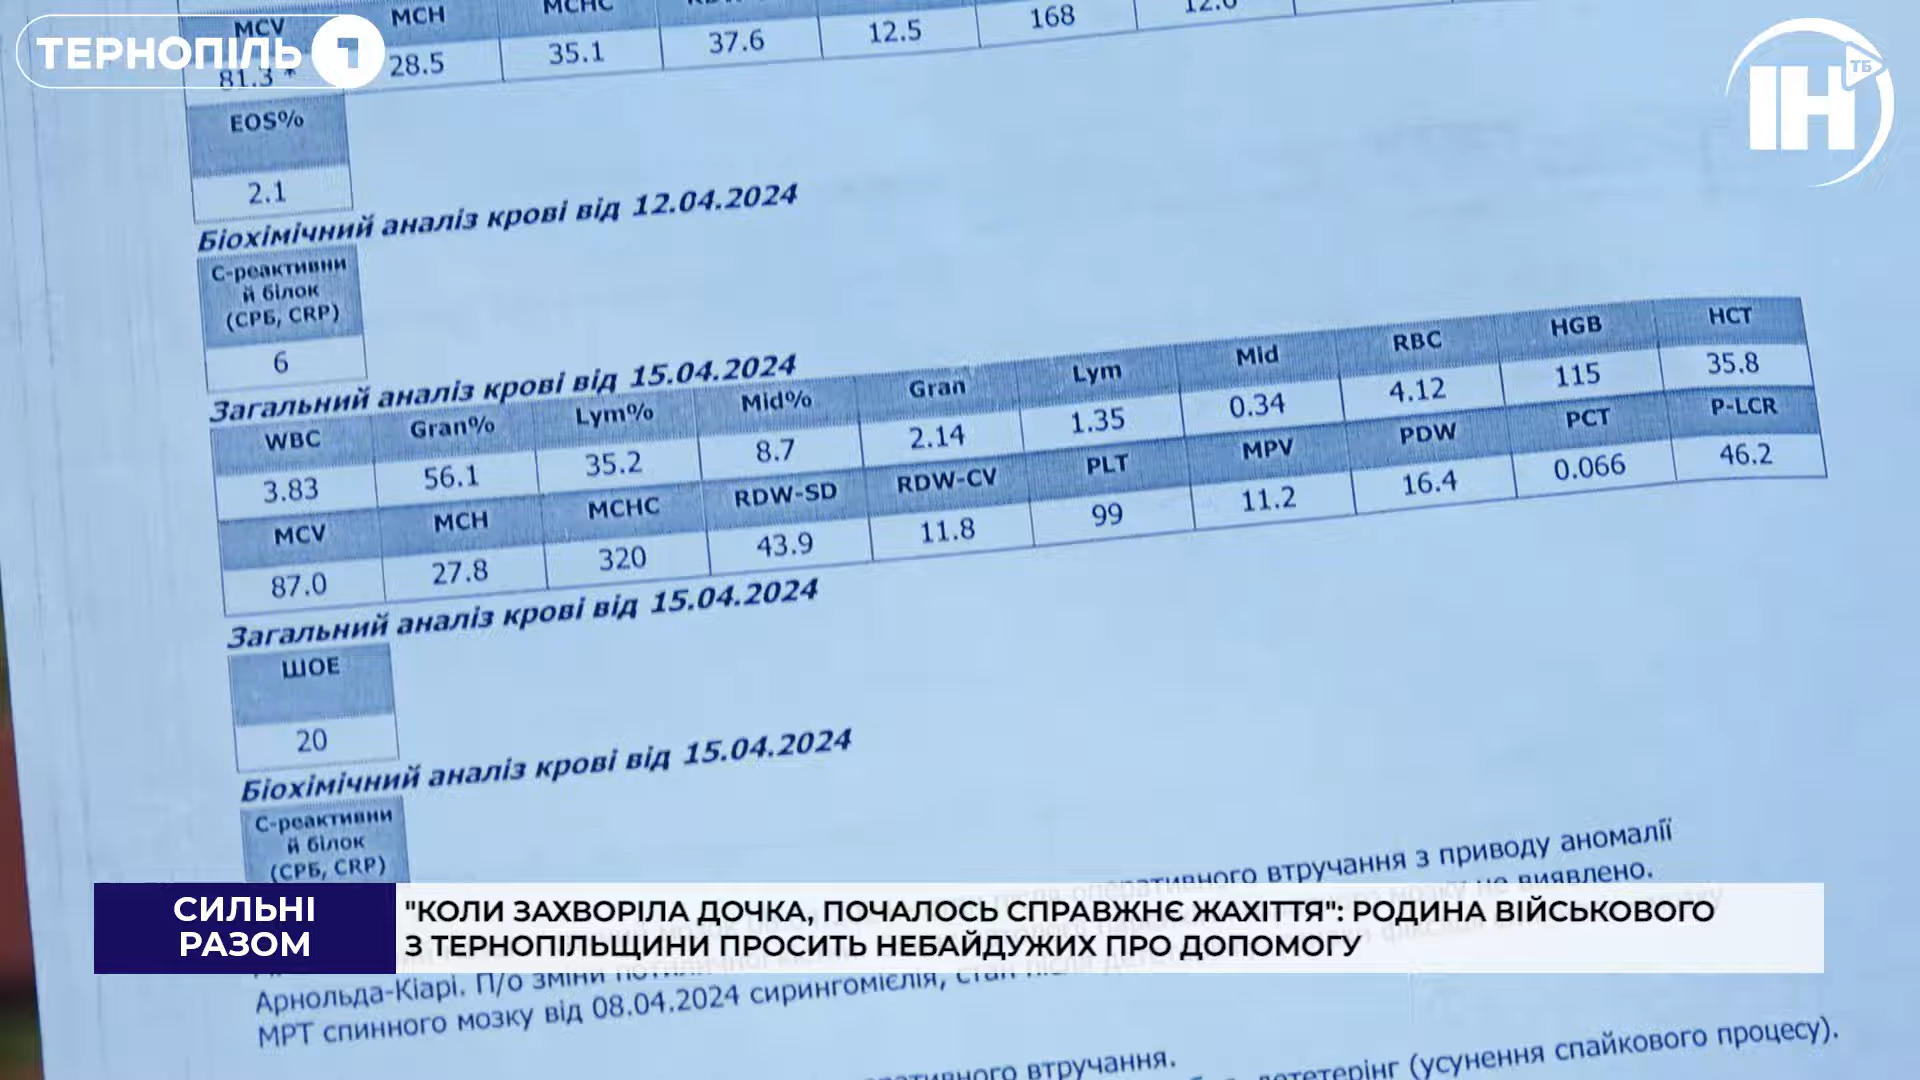 ТЕРНОПІЛЬ 1
ІН ТБ
MCV MCH MCHC
81.3 * 28.5 35.1 37.6 12.5 168
EOS%
2.1
Біохімічний аналіз крові від 12.04.2024
С-реактивни
й білок
(СРБ, CRP)
6
Загальний аналіз крові від 15.04.2024
WBC Gran% Lym% Mid% Gran Lym Mid RBC HGB HCT
3.83 56.1 35.2 8.7 2.14 1.35 0.34 4.12 115 35.8
MCV MCH MCHC RDW-SD RDW-CV PLT MPV PDW PCT P-LCR
87.0 27.8 320 43.9 11.8 99 11.2 16.4 0.066 46.2
Загальний аналіз крові від 15.04.2024
ШОЕ
20
Біохімічний аналіз крові від 15.04.2024
С-реактивни
й білок
(СРБ, CRP)
втручання з приводу аномалії
не виявлено.
СИЛЬНІ
РАЗОМ
"КОЛИ ЗАХВОРІЛА ДОЧКА, ПОЧАЛОСЬ СПРАВЖНЄ ЖАХІТТЯ": РОДИНА ВІЙСЬКОВОГО
З ТЕРНОПІЛЬЩИНИ ПРОСИТЬ НЕБАЙДУЖИХ ПРО ДОПОМОГУ
Арнольда-Кіарі. П/о зміни
МРТ спинного мозку від 08.04.2024 сирингомієлія, стан після
втручання.
(усунення спайкового процесу).